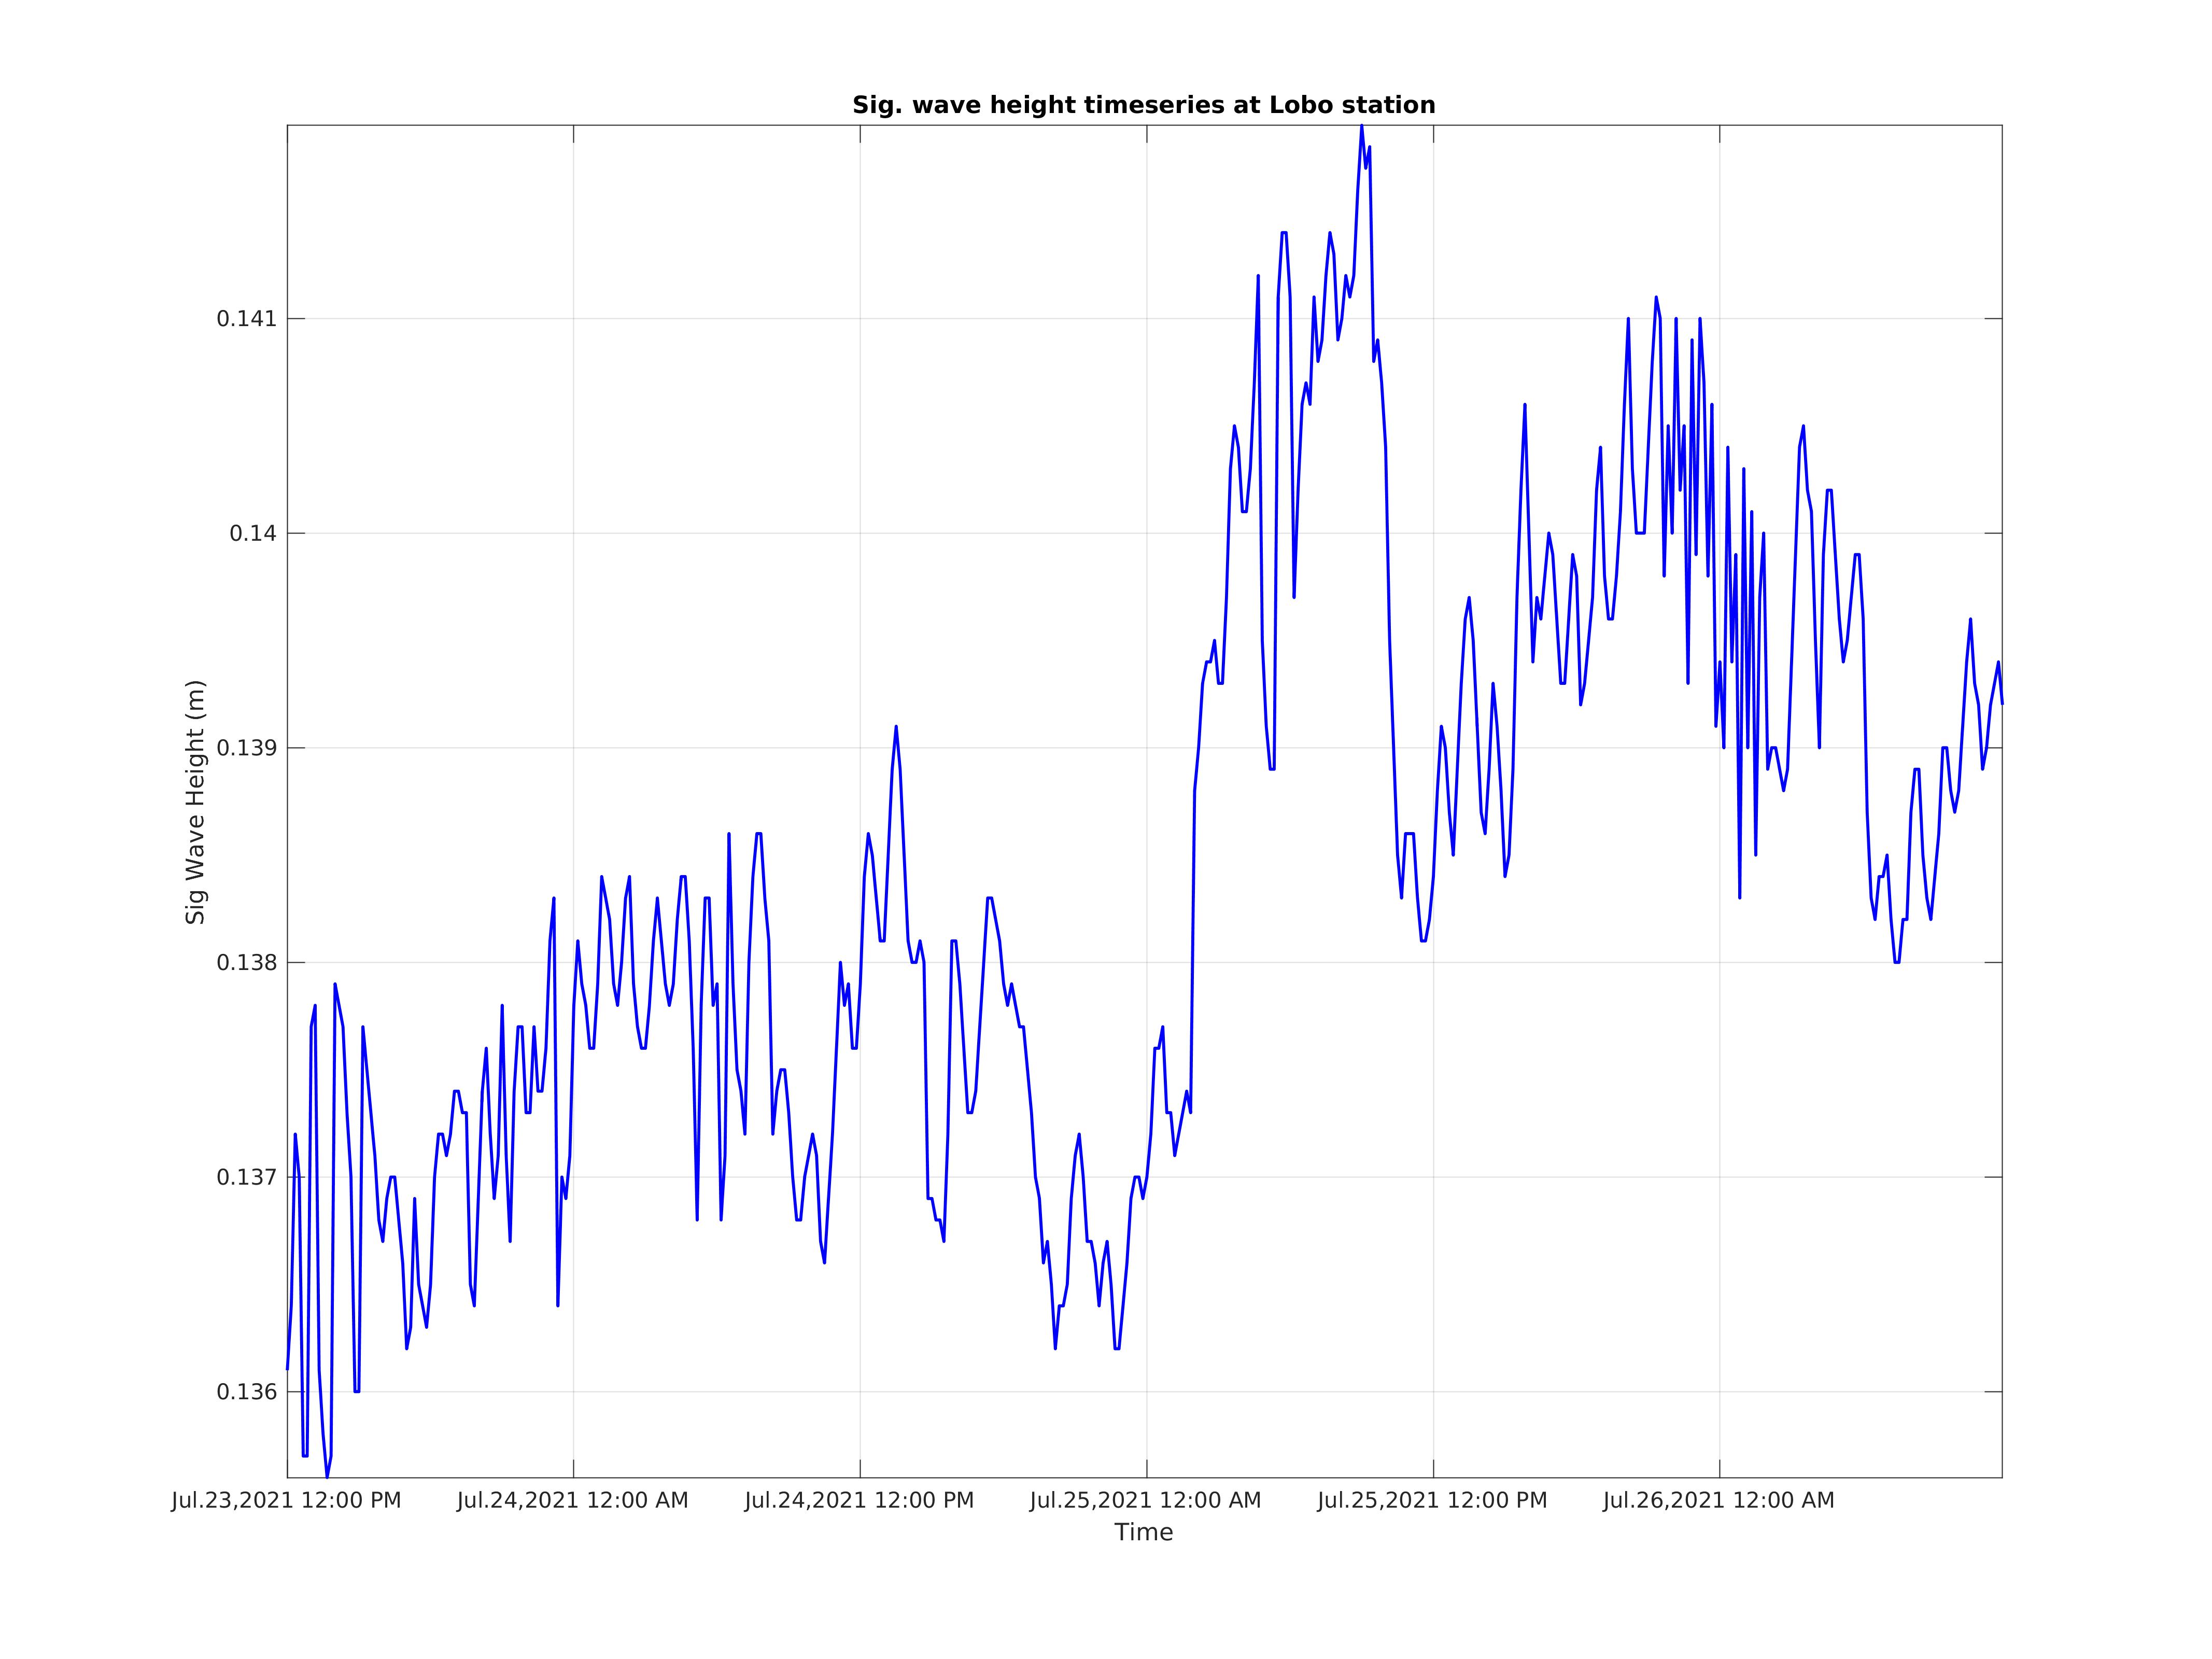 Sig. wave height timeseries at Lobo station
0.141
0.14
0.139
0.138
0.137
0.136
Sig Wave Height (m)
Jul.23,2021 12:00 PM Jul.24,2021 12:00 AM Jul.24,2021 12:00 PM Jul.25,2021 12:00 AM Jul.25,2021 12:00 PM Jul.26,2021 12:00 AM
Time